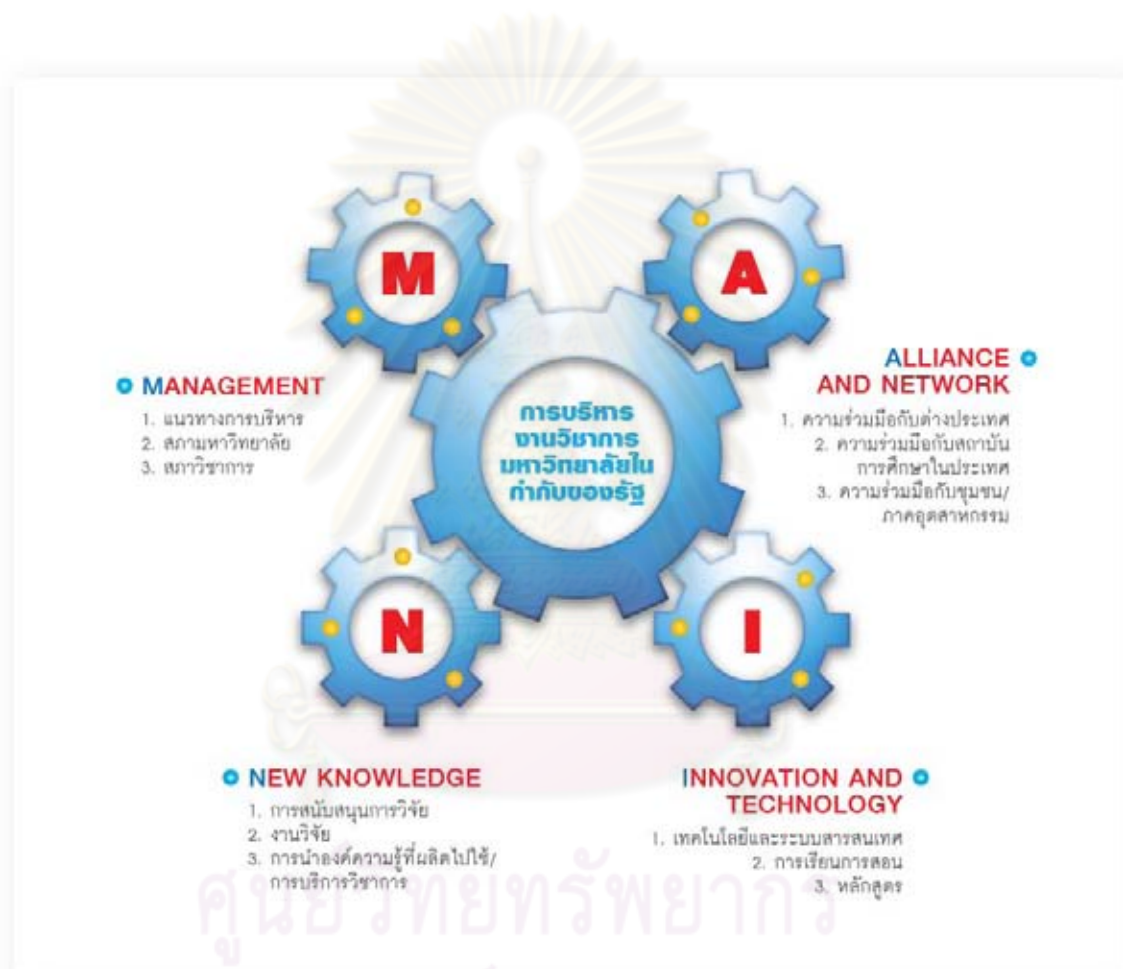 M
A
MANAGEMENT
1. แนวทางการบริหาร
2. สภามหาวิทยาลัย
3. สภาวิชาการ
การบริหาร
งานวิชาการ
มหาวิทยาลัยใน
กำกับของรัฐ
ALLIANCE
AND NETWORK
1. ความร่วมมือกับต่างประเทศ
2. ความร่วมมือกับสถาบัน
การศึกษาในประเทศ
3. ความร่วมมือกับชุมชน/
ภาคอุตสาหกรรม
N
I
NEW KNOWLEDGE
1. การสนับสนุนการวิจัย
2. งานวิจัย
3. การนำองค์ความรู้ที่ผลิตไปใช้/
การบริการวิชาการ
INNOVATION AND
TECHNOLOGY
1. เทคโนโลยีและระบบสารสนเทศ
2. การเรียนการสอน
3. หลักสูตร
ศูนย์วิทยทรัพยากร